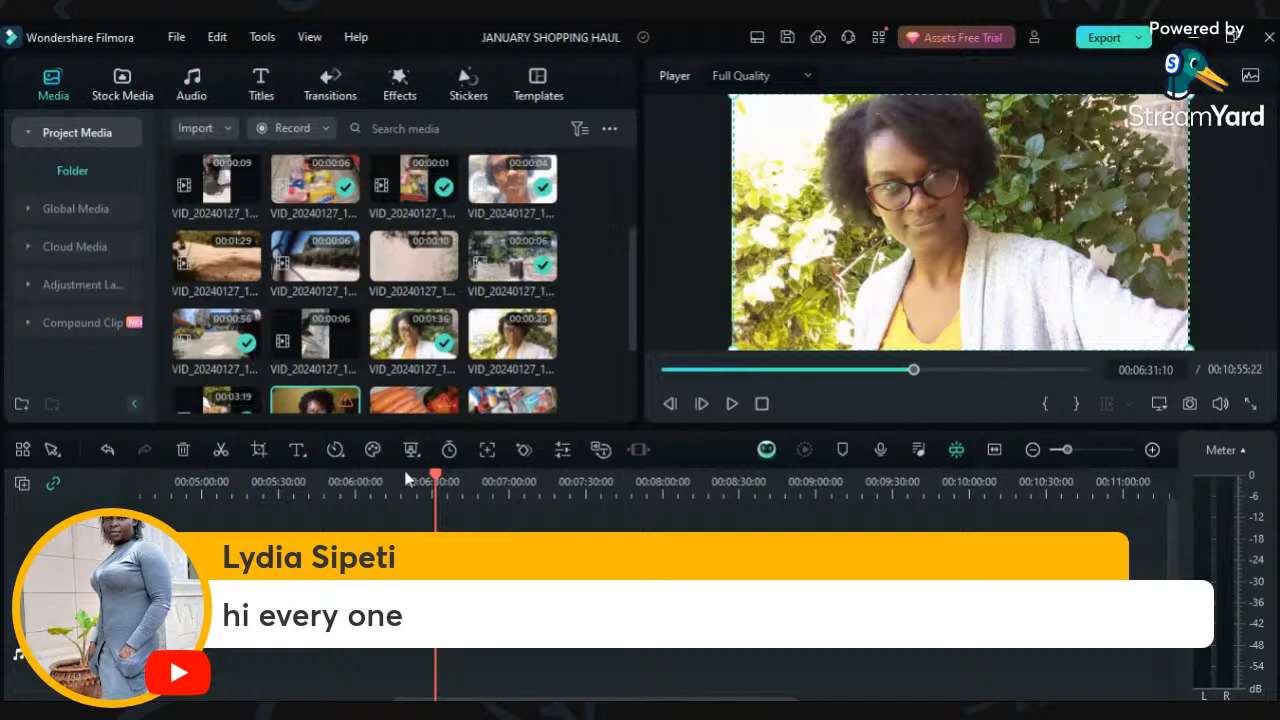 Wondershare Filmora File Edit Tools View Help JANUARY SHOPPING HAUL Assets Free Trial Export
Powered by
StreamYard
Media Stock Media Audio Titles Transitions Effects Stickers Templates
Player Full Quality
Project Media
Folder
Global Media
Cloud Media
Adjustment La...
Compound Clip
Import Record Search media
00:00:09 00:00:06 00:00:01 00:00:04
VID_20240127_1... VID_20240127_1... VID_20240127_1... VID_20240127_1...
00:01:29 00:00:06 00:00:10 00:00:06
VID_20240127_1... VID_20240127_1... VID_20240127_1... VID_20240127_1...
00:00:56 00:00:06 00:01:36 00:00:25
VID_20240127_1... VID_20240127_1... VID_20240127_1... VID_20240127_1...
00:03:19
00:06:31:10 / 00:10:55:22
Meter
00:05:00:00 00:05:30:00 00:06:00:00 00:07:00:00 00:07:30:00 00:08:00:00 00:08:30:00 00:09:00:00 00:09:30:00 00:10:00:00 00:10:30:00 00:11:00:00
0
-6
-12
-18
-24
-30
-36
-42
-48
-54
dB
L R
Lydia Sipeti
hi every one